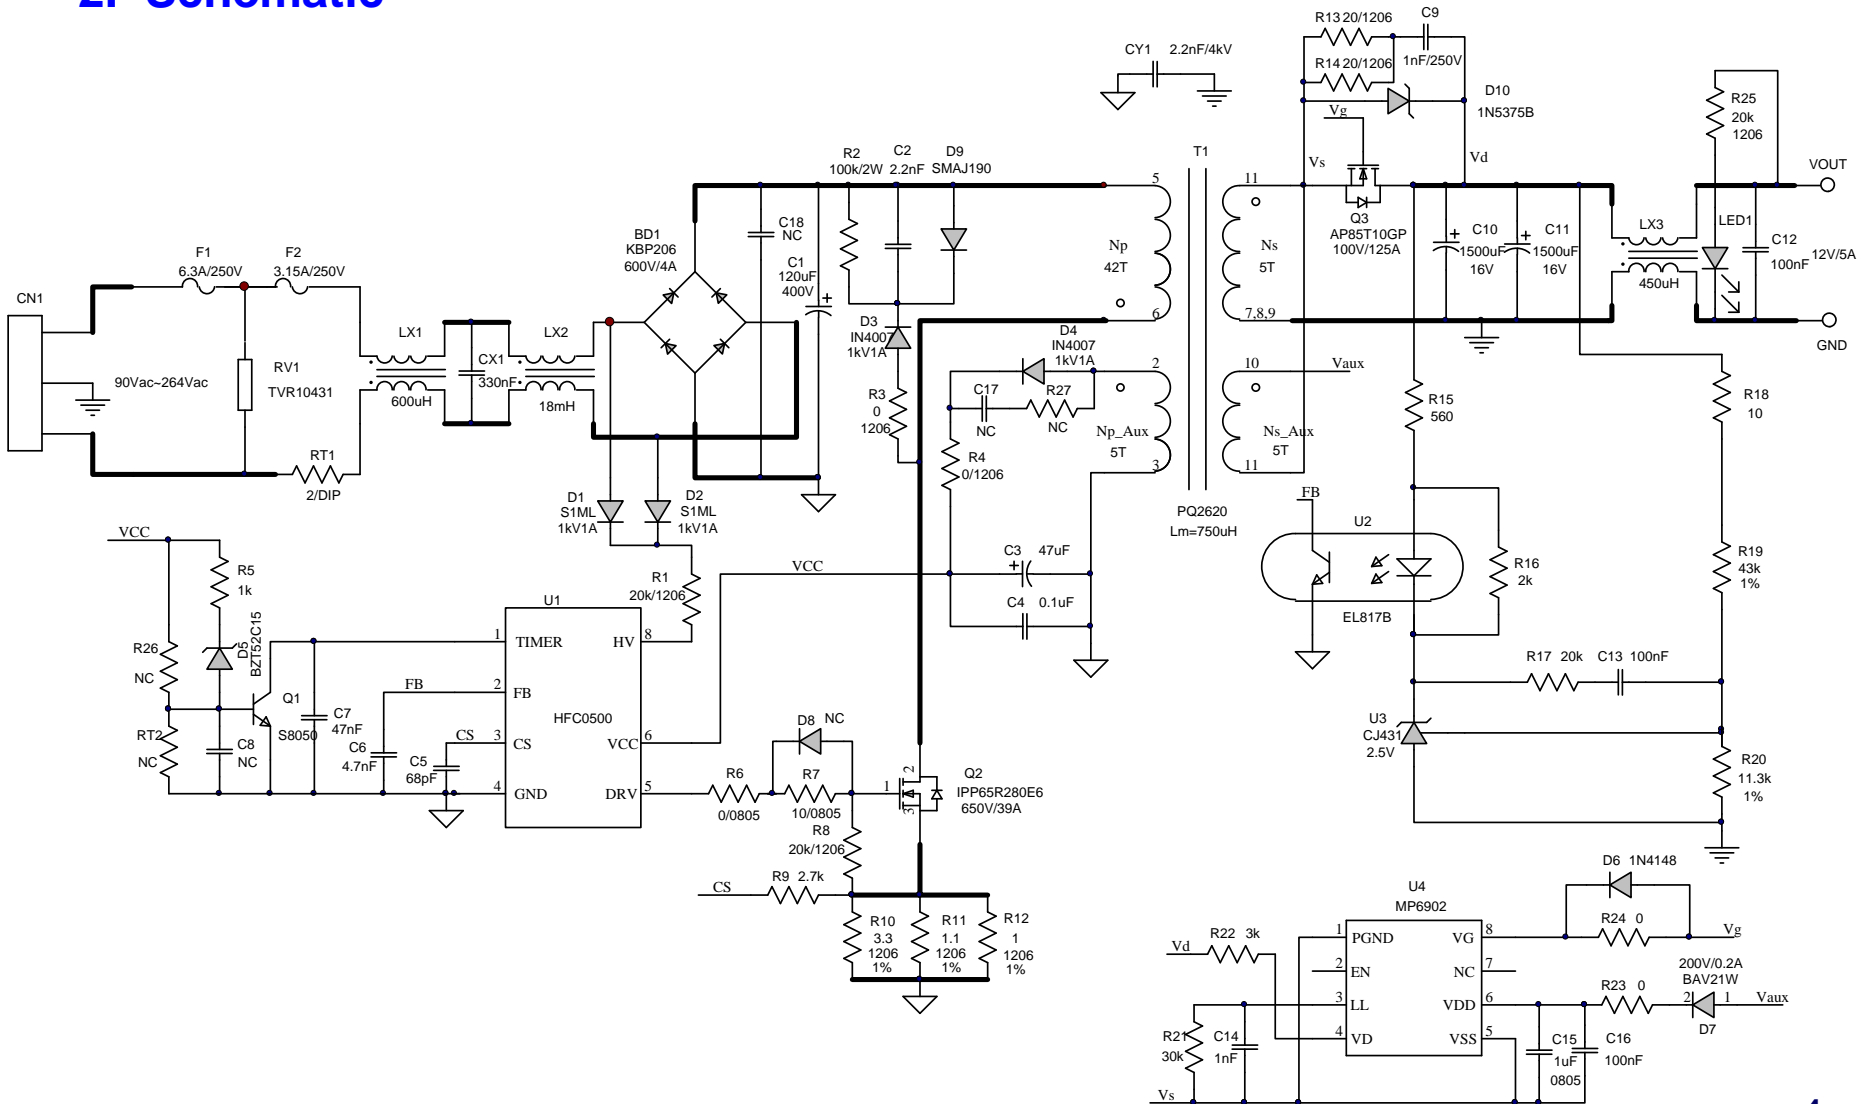 2. Schematic
R13 20/1206
C9
CY1 2.2nF/4kV
R14 20/1206
1nF/250V
D10
1N5375B
Vg
R25
20k
1206
R2
100k/2W
C2
2.2nF
D9
SMAJ190
T1
Vs
Vd
VOUT
5
11
Q3
AP85T10GP
100V/125A
C18
NC
BD1
KBP206
600V/4A
C1
120uF
400V
Np
42T
Ns
5T
C10
1500uF
16V
C11
1500uF
16V
LX3
450uH
LED1
C12
100nF
12V/5A
F1
6.3A/250V
F2
3.15A/250V
CN1
6
7,8,9
GND
D3
IN4007
1kV1A
D4
IN4007
1kV1A
LX1
600uH
CX1
330nF
LX2
18mH
RV1
TVR10431
90Vac~264Vac
2
10
Vaux
R3
0
1206
C17
NC
R27
NC
R15
560
R18
10
Np_Aux
5T
Ns_Aux
5T
3
11
R4
0/1206
RT1
2/DIP
D1
S1ML
1kV1A
D2
S1ML
1kV1A
PQ2620
Lm=750uH
FB
U2
EL817B
R16
2k
R19
43k
1%
VCC
R5
1k
R1
20k/1206
VCC
C3 47uF
C4 0.1uF
U1
HFC0500
1 TIMER
2 FB
3 CS
4 GND
HV 8
VCC 6
DRV 5
R26
NC
D5
BZT52C15
FB
CS
Q1
S8050
C7
47nF
RT2
NC
C8
NC
C6
4.7nF
C5
68pF
R17 20k
C13 100nF
U3
CJ431
2.5V
R20
11.3k
1%
D8 NC
R6
0/0805
R7
10/0805
1
2
3
Q2
IPP65R280E6
650V/39A
R8
20k/1206
CS
R9 2.7k
R10
3.3
1206
1%
R11
1.1
1206
1%
R12
1
1206
1%
D6 1N4148
U4
MP6902
R24 0
Vg
Vd
R22 3k
1 PGND
2 EN
3 LL
4 VD
VG 8
NC 7
VDD 6
VSS 5
200V/0.2A
BAV21W
R23 0
2
1
Vaux
D7
R21
30k
C14
1nF
C15
1uF
0805
C16
100nF
Vs